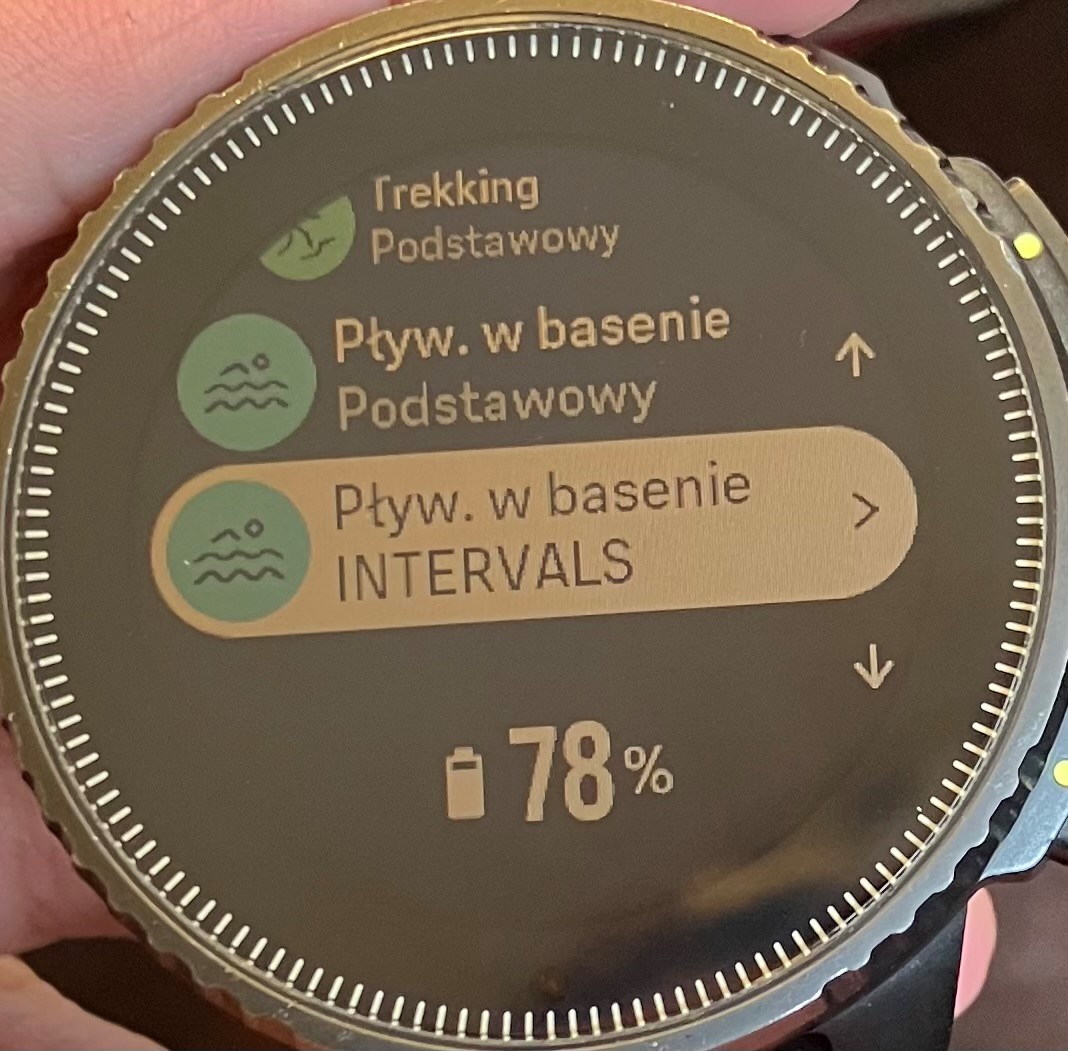 Trekking
Podstawowy
Pływ. w basenie
Podstawowy
Pływ. w basenie
INTERVALS
78%